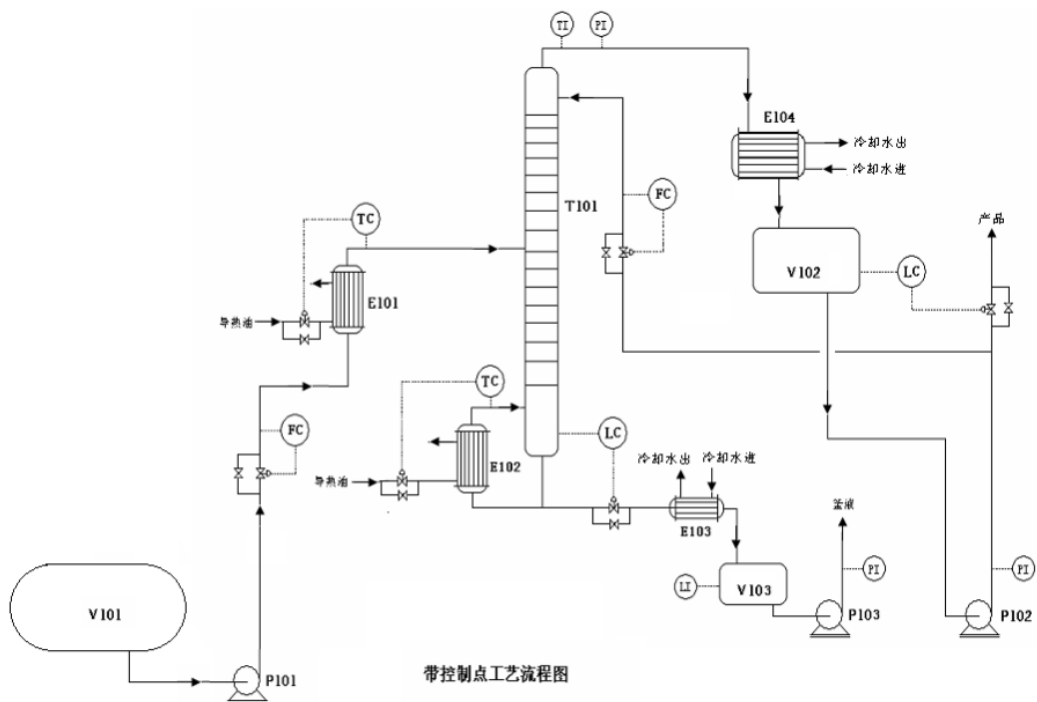 TI
PI
E104
冷却水出
冷却水进
T101
FC
TC
产品
V102
LC
E101
导热油
TC
FC
LC
冷却水出
冷却水进
E102
导热油
E103
釜液
PI
PI
LI
V103
V101
P103
P102
P101
带控制点工艺流程图